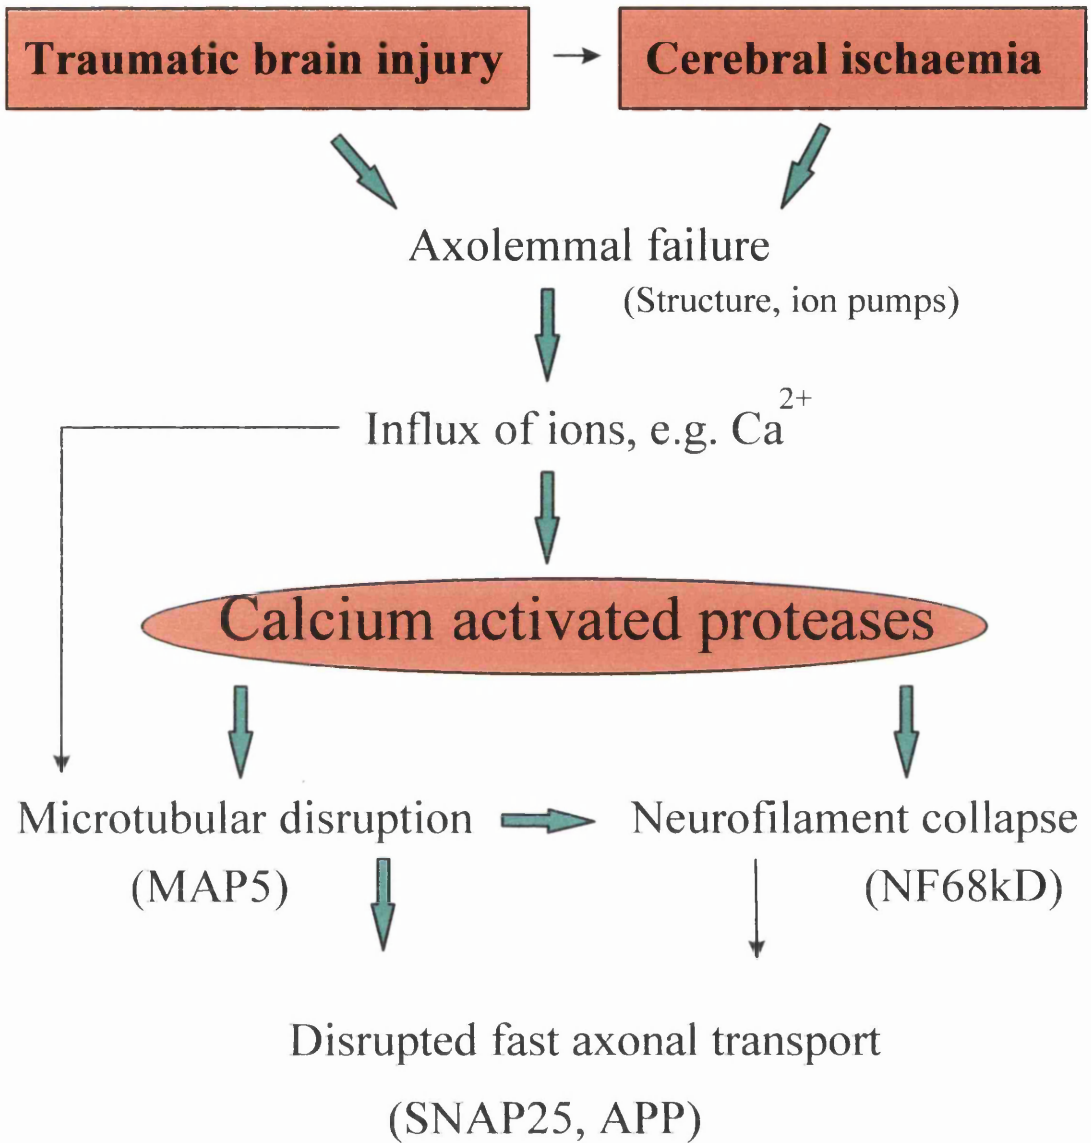 Traumatic brain injury
Cerebral ischaemia
Axolemmal failure
(Structure, ion pumps)
Influx of ions, e.g. Ca²⁺
Calcium activated proteases
Microtubular disruption
Neurofilament collapse
(MAP5)
(NF68kD)
Disrupted fast axonal transport
(SNAP25, APP)